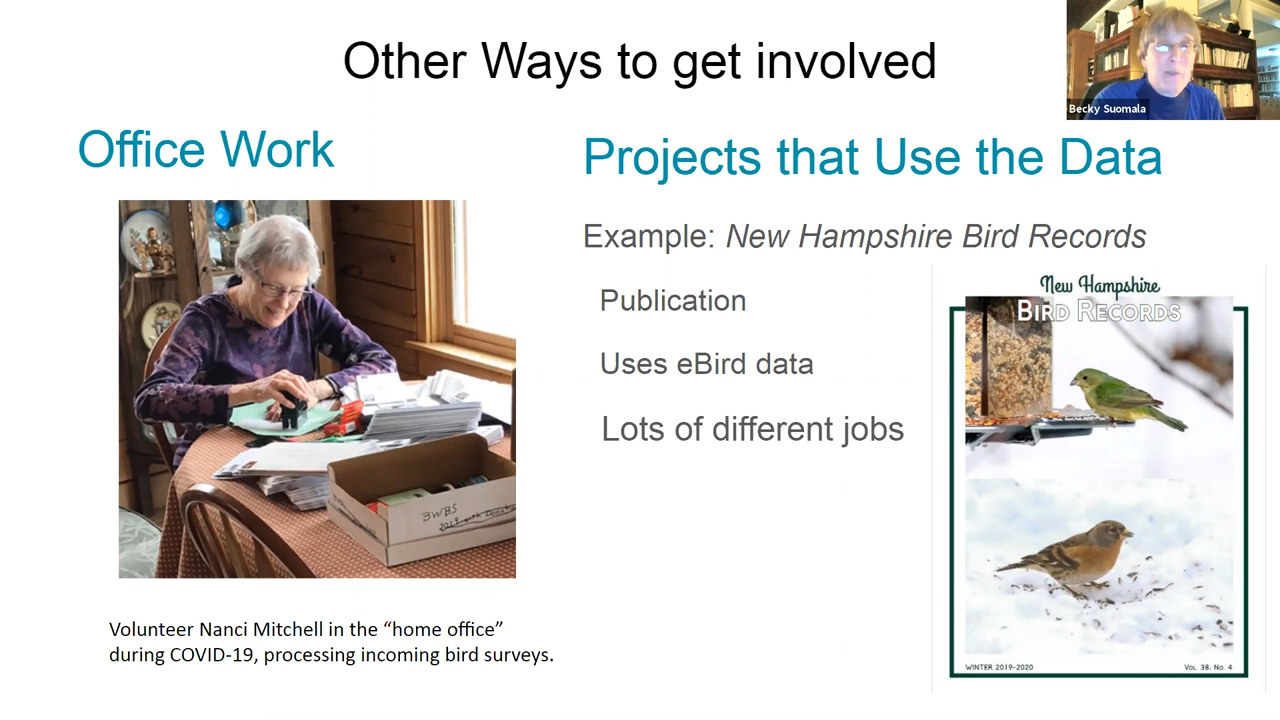 Other Ways to get involved
Becky Suomala
Office Work
BWBS
Volunteer Nanci Mitchell in the “home office”
during COVID-19, processing incoming bird surveys.
Projects that Use the Data
Example: New Hampshire Bird Records
Publication
Uses eBird data
Lots of different jobs
New Hampshire
BIRD RECORDS
WINTER 2019-2020
VOL. 38, NO. 4